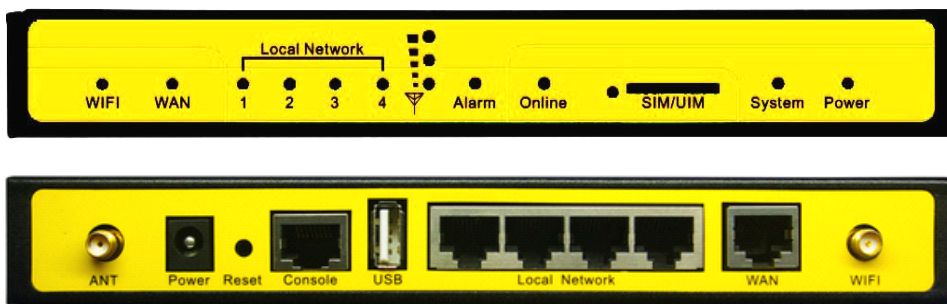 Local Network
WIFI WAN 1 2 3 4 Alarm Online SIM/UIM System Power
ANT Power Reset Console USB Local Network WAN WIFI